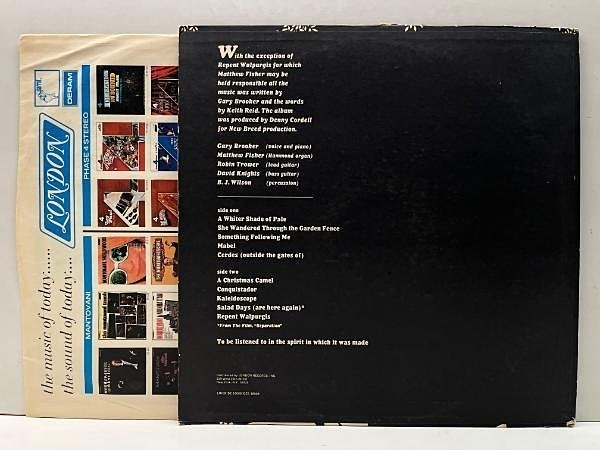 With the exception of
Repent Walpurgis for which
Matthew Fisher may be
held responsible all the
music was written by
Gary Brooker and the words
by Keith Reid. The album
was produced by Denny Cordell
for New Breed production.
Gary Brooker (voice and piano)
Matthew Fisher (Hammond organ)
Robin Trower (lead guitar)
David Knights (bass guitar)
B. J. Wilson (percussion)
side one
A Whiter Shade of Pale
She Wandered Through the Garden Fence
Something Following Me
Mabel
Cerdes (outside the gates of)
side two
A Christmas Camel
Conquistador
Kaleidoscope
Salad Days (are here again)*
Repent Walpurgis
*From The Film, "Separation"
To be listened to in the spirit in which it was made
DERAM
LONDON
PHASE 4 STEREO
MANTOVANI
the music of today.....
the sound of today....